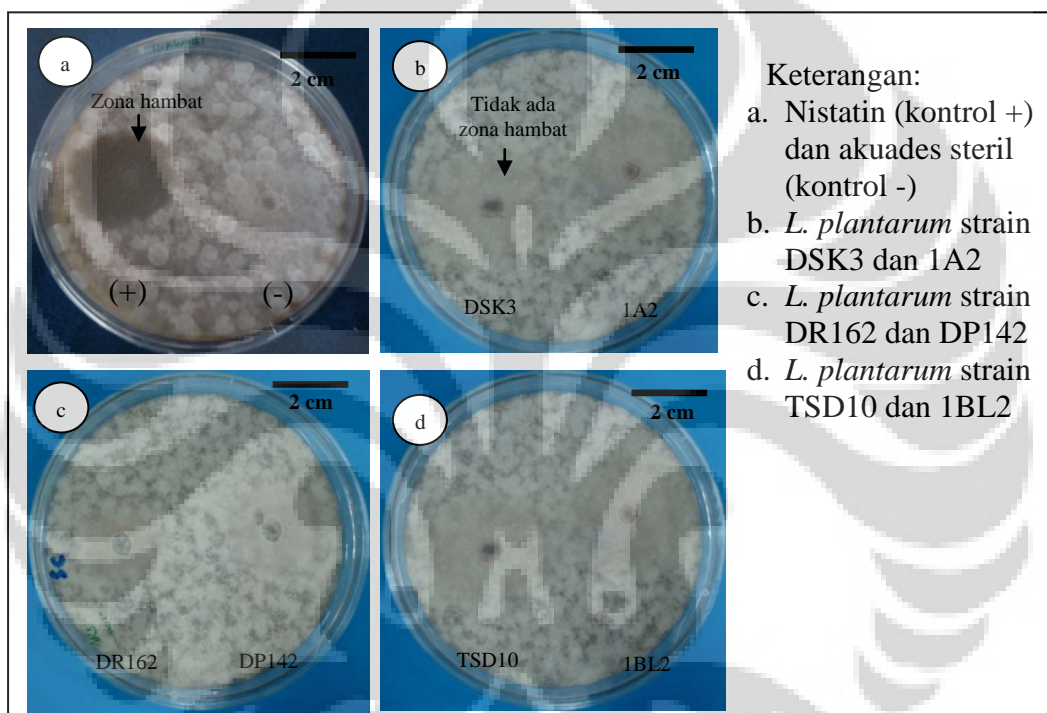 a
2 cm
Zona hambat
(+)
(-)
b
2 cm
Tidak ada
zona hambat
DSK3
1A2
c
2 cm
DR162
DP142
d
2 cm
TSD10
1BL2
Keterangan:
a. Nistatin (kontrol +)
dan akuades steril
(kontrol -)
b. L. plantarum strain
DSK3 dan 1A2
c. L. plantarum strain
DR162 dan DP142
d. L. plantarum strain
TSD10 dan 1BL2